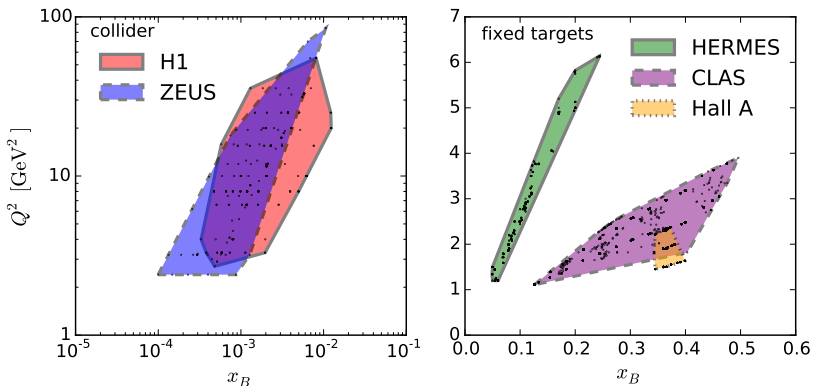 collider
H1
ZEUS
100
10
1
Q² [GeV²]
10⁻⁵ 10⁻⁴ 10⁻³ 10⁻² 10⁻¹
x_B
fixed targets
HERMES
CLAS
Hall A
7
6
5
4
3
2
1
0
0.0 0.1 0.2 0.3 0.4 0.5 0.6
x_B